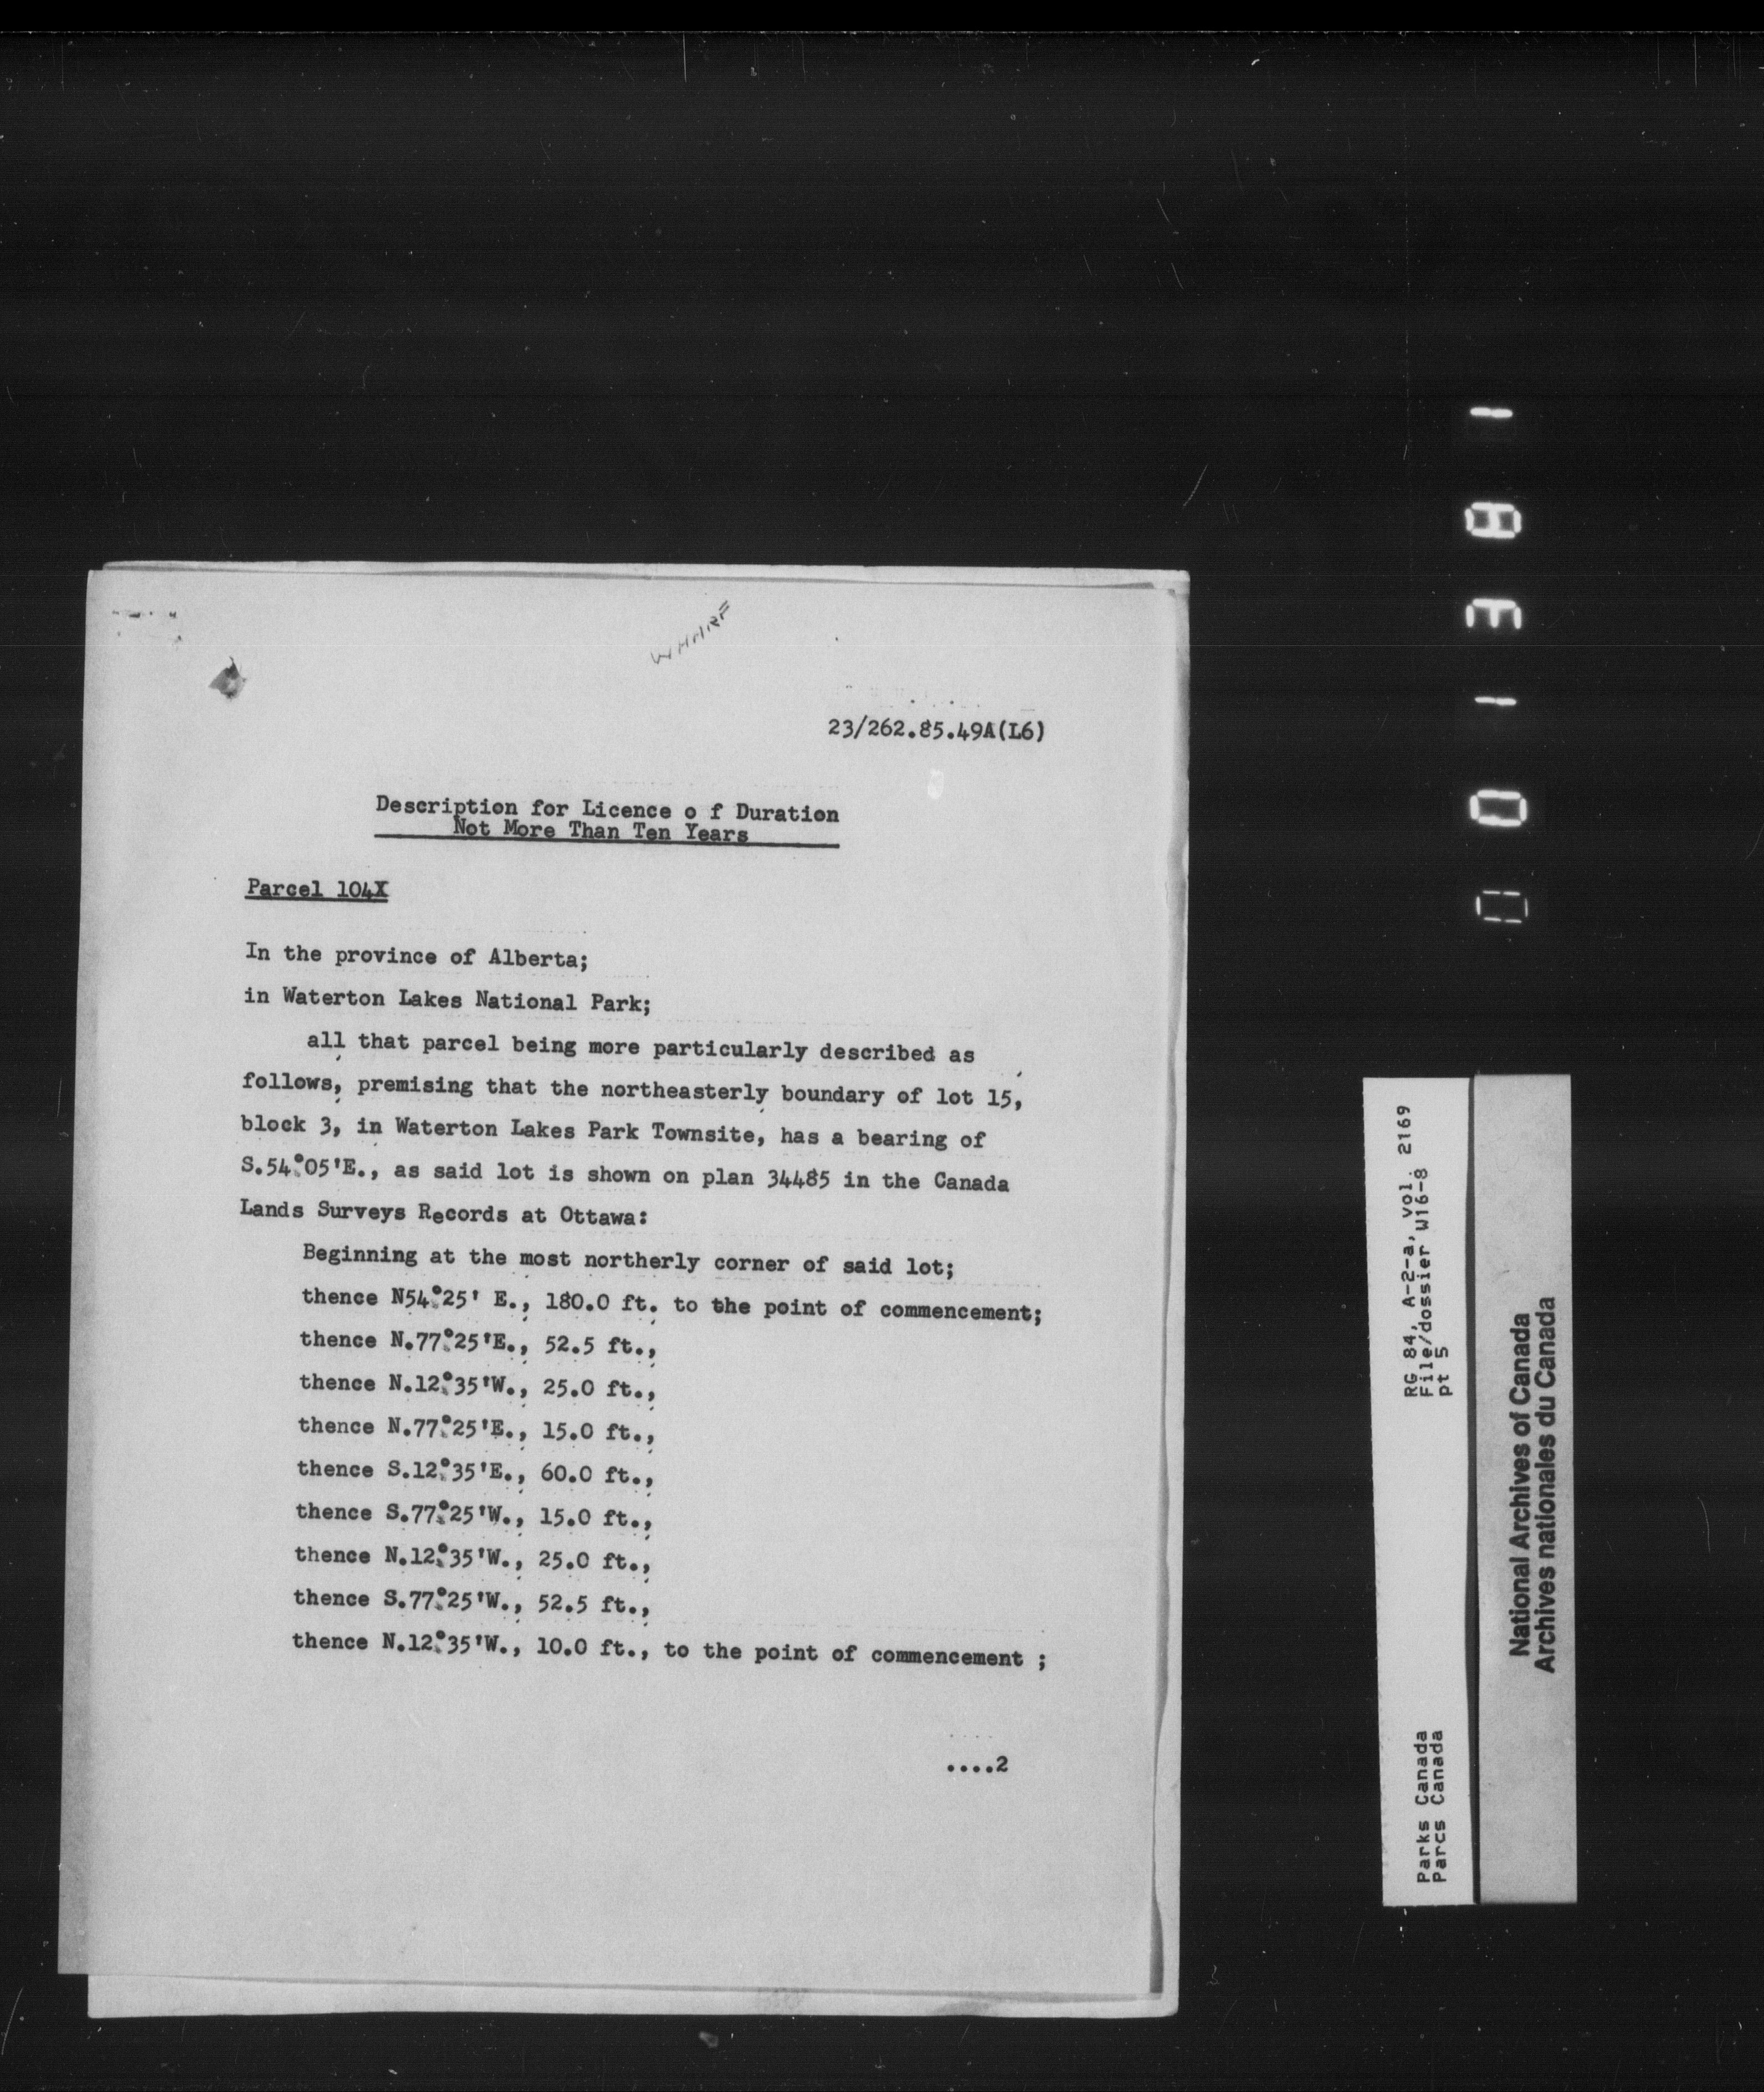 WHARF
23/262.85.49A(L6)
Description for Licence o f Duration
Not More Than Ten Years
Parcel 104X
In the province of Alberta;
in Waterton Lakes National Park;
all that parcel being more particularly described as
follows, premising that the northeasterly boundary of lot 15,
block 3, in Waterton Lakes Park Townsite, has a bearing of
S.54°05'E., as said lot is shown on plan 34485 in the Canada
Lands Surveys Records at Ottawa:
Beginning at the most northerly corner of said lot;
thence N54°25' E., 180.0 ft. to the point of commencement;
thence N.77°25'E., 52.5 ft.,
thence N.12°35'W., 25.0 ft.,
thence N.77°25'E., 15.0 ft.,
thence S.12°35'E., 60.0 ft.,
thence S.77°25'W., 15.0 ft.,
thence N.12°35'W., 25.0 ft.,
thence S.77°25'W., 52.5 ft.,
thence N.12°35'W., 10.0 ft., to the point of commencement ;
....2
001381
RG 84, A-2-a, vol. 2169
File/dossier W16-8
pt 5
Parks Canada
Parcs Canada
National Archives of Canada
Archives nationales du Canada